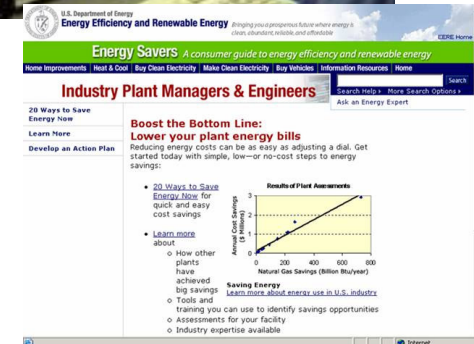 U.S. Department of Energy
Energy Efficiency and Renewable Energy
Bringing you a prosperous future where energy is
clean, abundant, reliable, and affordable
EERE Home
Energy Savers A consumer guide to energy efficiency and renewable energy
Home Improvements | Heat & Cool | Buy Clean Electricity | Make Clean Electricity | Buy Vehicles | Information Resources | Home
Industry Plant Managers & Engineers
Search
Search Help More Search Options
Ask an Energy Expert
20 Ways to Save
Energy Now
Learn More
Develop an Action Plan
Boost the Bottom Line:
Lower your plant energy bills
Reducing energy costs can be as easy as adjusting a dial. Get
started today with simple, low—or no-cost steps to energy
savings:
• 20 Ways to Save
Energy Now for
quick and easy
cost savings
• Learn more
about
o How other
plants
have
achieved
big savings
o Tools and
training you can use to identify savings opportunities
o Assessments for your facility
o Industry expertise available
Results of Plant Assessments
Annual Cost Savings
($ Millions)
3
2
1
0
0 200 400 600 800
Natural Gas Savings (Billion Btu/year)
Saving Energy
Learn more about energy use in U.S. industry
Internet